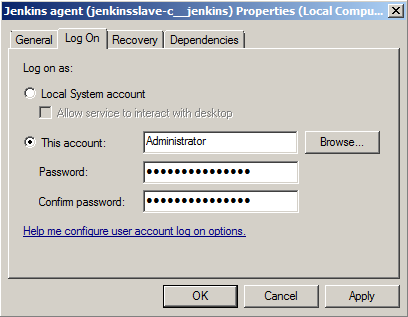 Jenkins agent (jenkinsslave-c__jenkins) Properties (Local Compu...
General Log On Recovery Dependencies
Log on as:
Local System account
Allow service to interact with desktop
This account: Administrator Browse...
Password: ●●●●●●●●●●●●●●●
Confirm password: ●●●●●●●●●●●●●●●
Help me configure user account log on options.
OK Cancel Apply